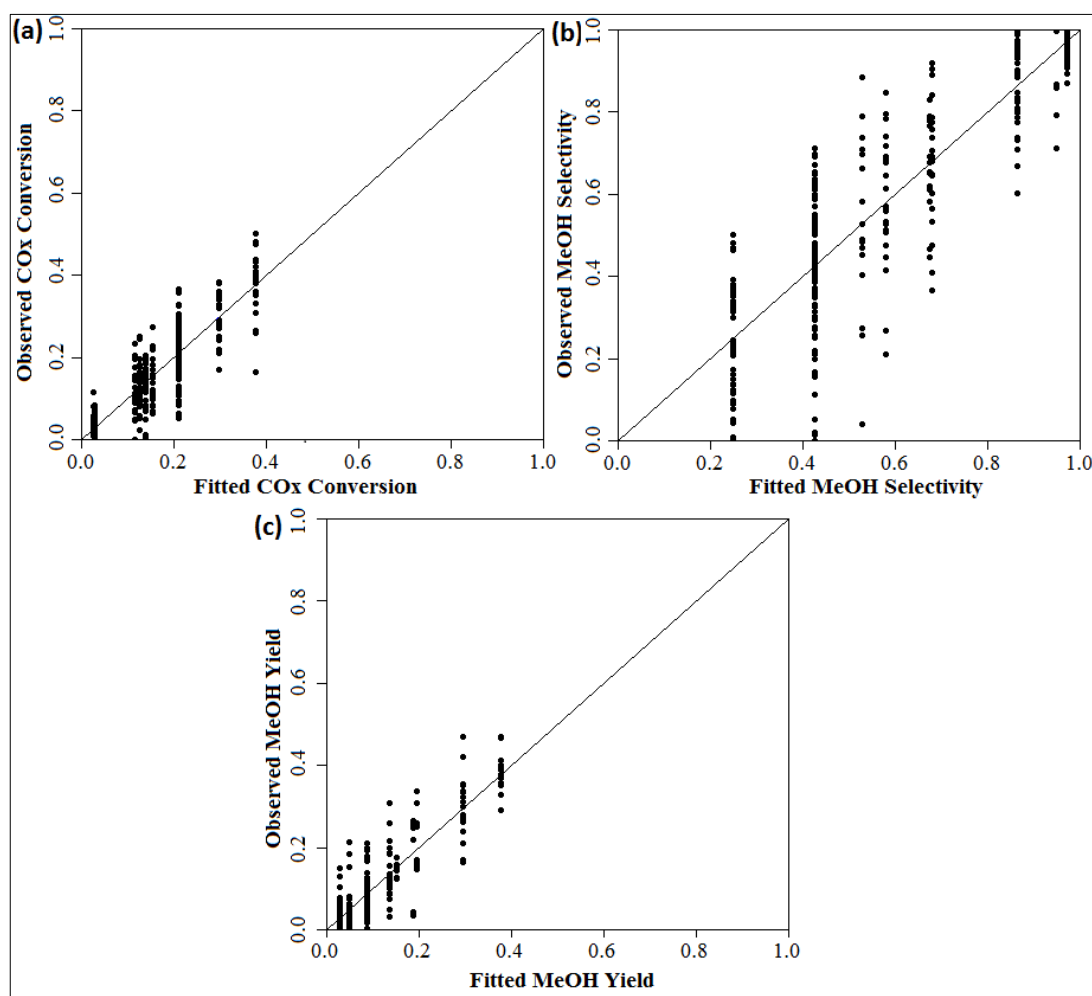 (a)
Observed COx Conversion
0.0 0.2 0.4 0.6 0.8 1.0
0.0 0.2 0.4 0.6 0.8 1.0
Fitted COx Conversion
(b)
Observed MeOH Selectivity
0.0 0.2 0.4 0.6 0.8 1.0
0.0 0.2 0.4 0.6 0.8 1.0
Fitted MeOH Selectivity
(c)
Observed MeOH Yield
0.0 0.2 0.4 0.6 0.8 1.0
0.0 0.2 0.4 0.6 0.8 1.0
Fitted MeOH Yield